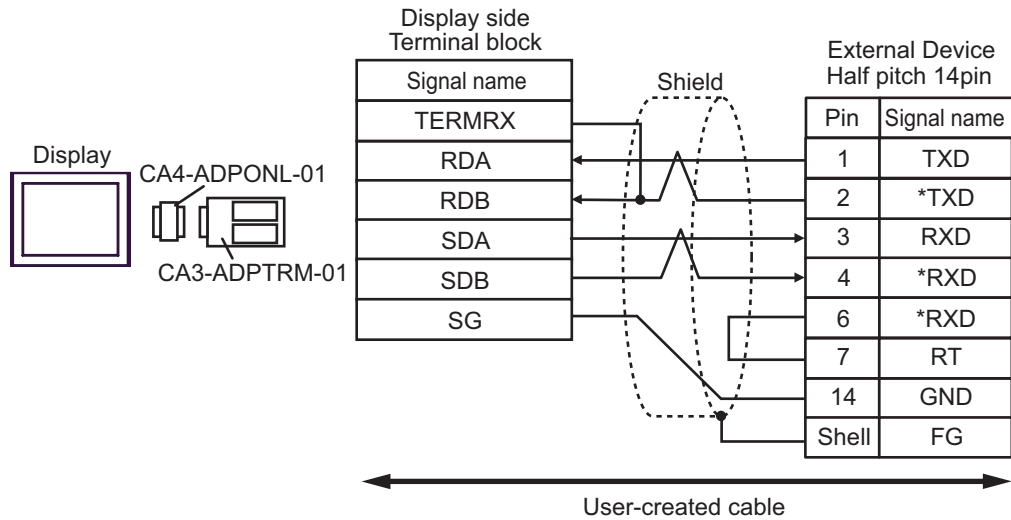 Display side
Terminal block
External Device
Half pitch 14pin
Signal name
Shield
Pin Signal name
TERMRX
RDA
1 TXD
Display
CA4-ADPONL-01
RDB
2 *TXD
SDA
3 RXD
CA3-ADPTRM-01
SDB
4 *RXD
SG
6 *RXD
7 RT
14 GND
Shell FG
User-created cable